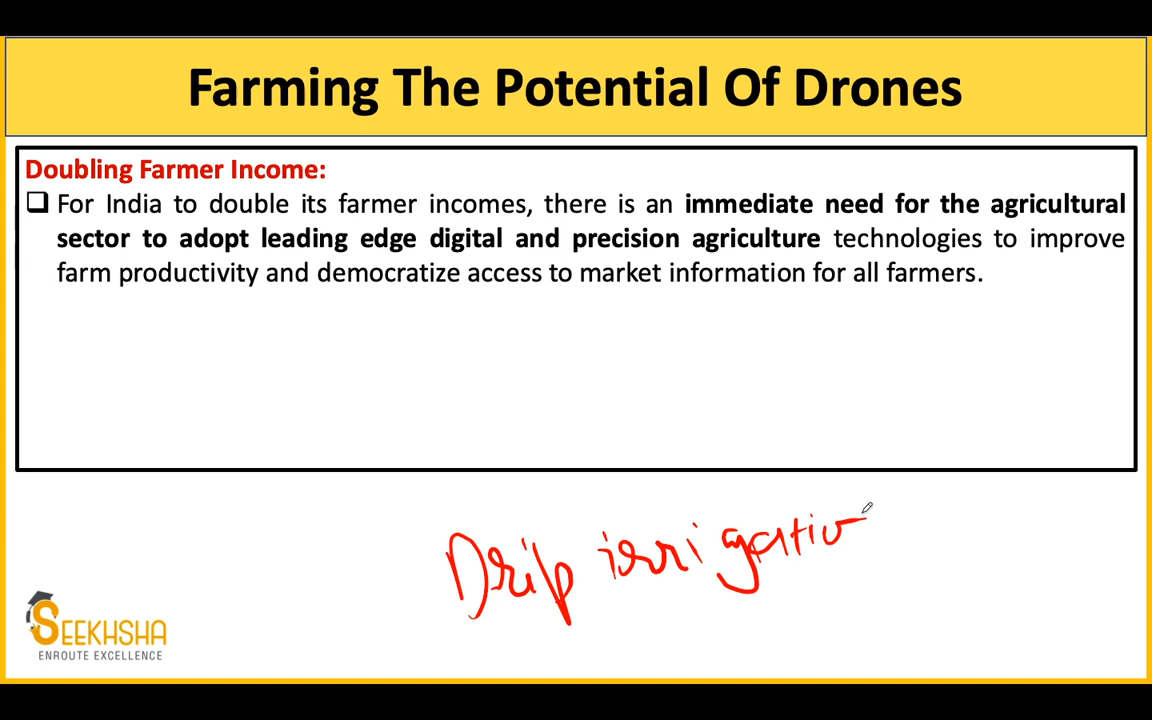 Farming The Potential Of Drones
Doubling Farmer Income:
For India to double its farmer incomes, there is an immediate need for the agricultural
sector to adopt leading edge digital and precision agriculture technologies to improve
farm productivity and democratize access to market information for all farmers.
Drip irrigation
SEEKHSHA
ENROUTE EXCELLENCE